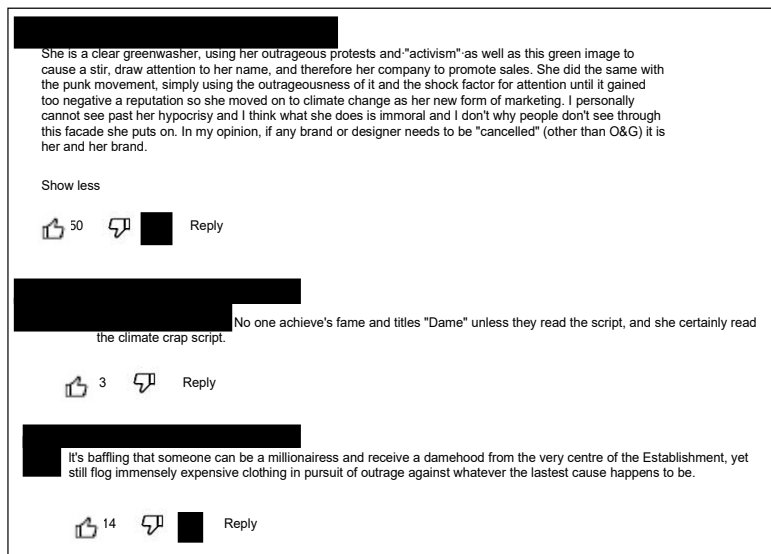 She is a clear greenwasher, using her outrageous protests and·"activism"·as well as this green image to
cause a stir, draw attention to her name, and therefore her company to promote sales. She did the same with
the punk movement, simply using the outrageousness of it and the shock factor for attention until it gained
too negative a reputation so she moved on to climate change as her new form of marketing. I personally
cannot see past her hypocrisy and I think what she does is immoral and I don't why people don't see through
this facade she puts on. In my opinion, if any brand or designer needs to be "cancelled" (other than O&G) it is
her and her brand.
Show less
50 Reply
No one achieve's fame and titles "Dame" unless they read the script, and she certainly read
the climate crap script.
3 Reply
It's baffling that someone can be a millionairess and receive a damehood from the very centre of the Establishment, yet
still flog immensely expensive clothing in pursuit of outrage against whatever the lastest cause happens to be.
14 Reply